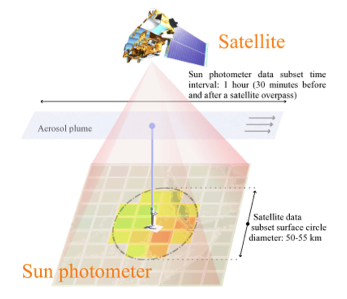 Satellite
Sun photometer data subset time
interval: 1 hour (30 minutes before
and after a satellite overpass)
Aerosol plume
Satellite data
subset surface circle
diameter: 50-55 km
Sun photometer